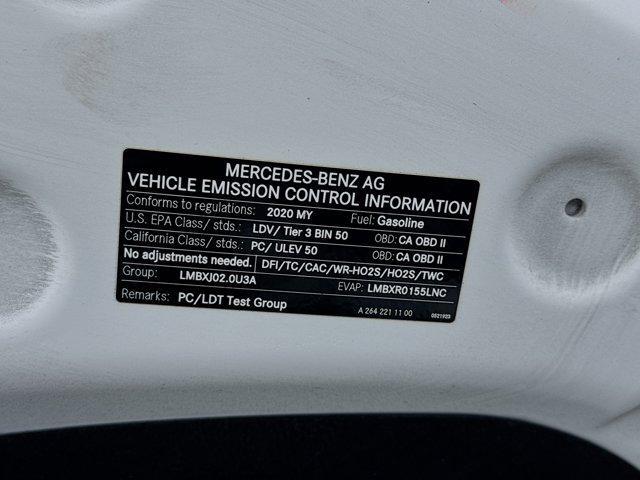 MERCEDES-BENZ AG
VEHICLE EMISSION CONTROL INFORMATION
Conforms to regulations: 2020 MY Fuel: Gasoline
U.S. EPA Class/ stds.: LDV/ Tier 3 BIN 50 OBD: CA OBD II
California Class/ stds.: PC/ ULEV 50 OBD: CA OBD II
No adjustments needed. DFI/TC/CAC/WR-HO2S/HO2S/TWC
Group: LMBXJ02.0U3A EVAP: LMBXR0155LNC
Remarks: PC/LDT Test Group A 264 221 11 00 0521923